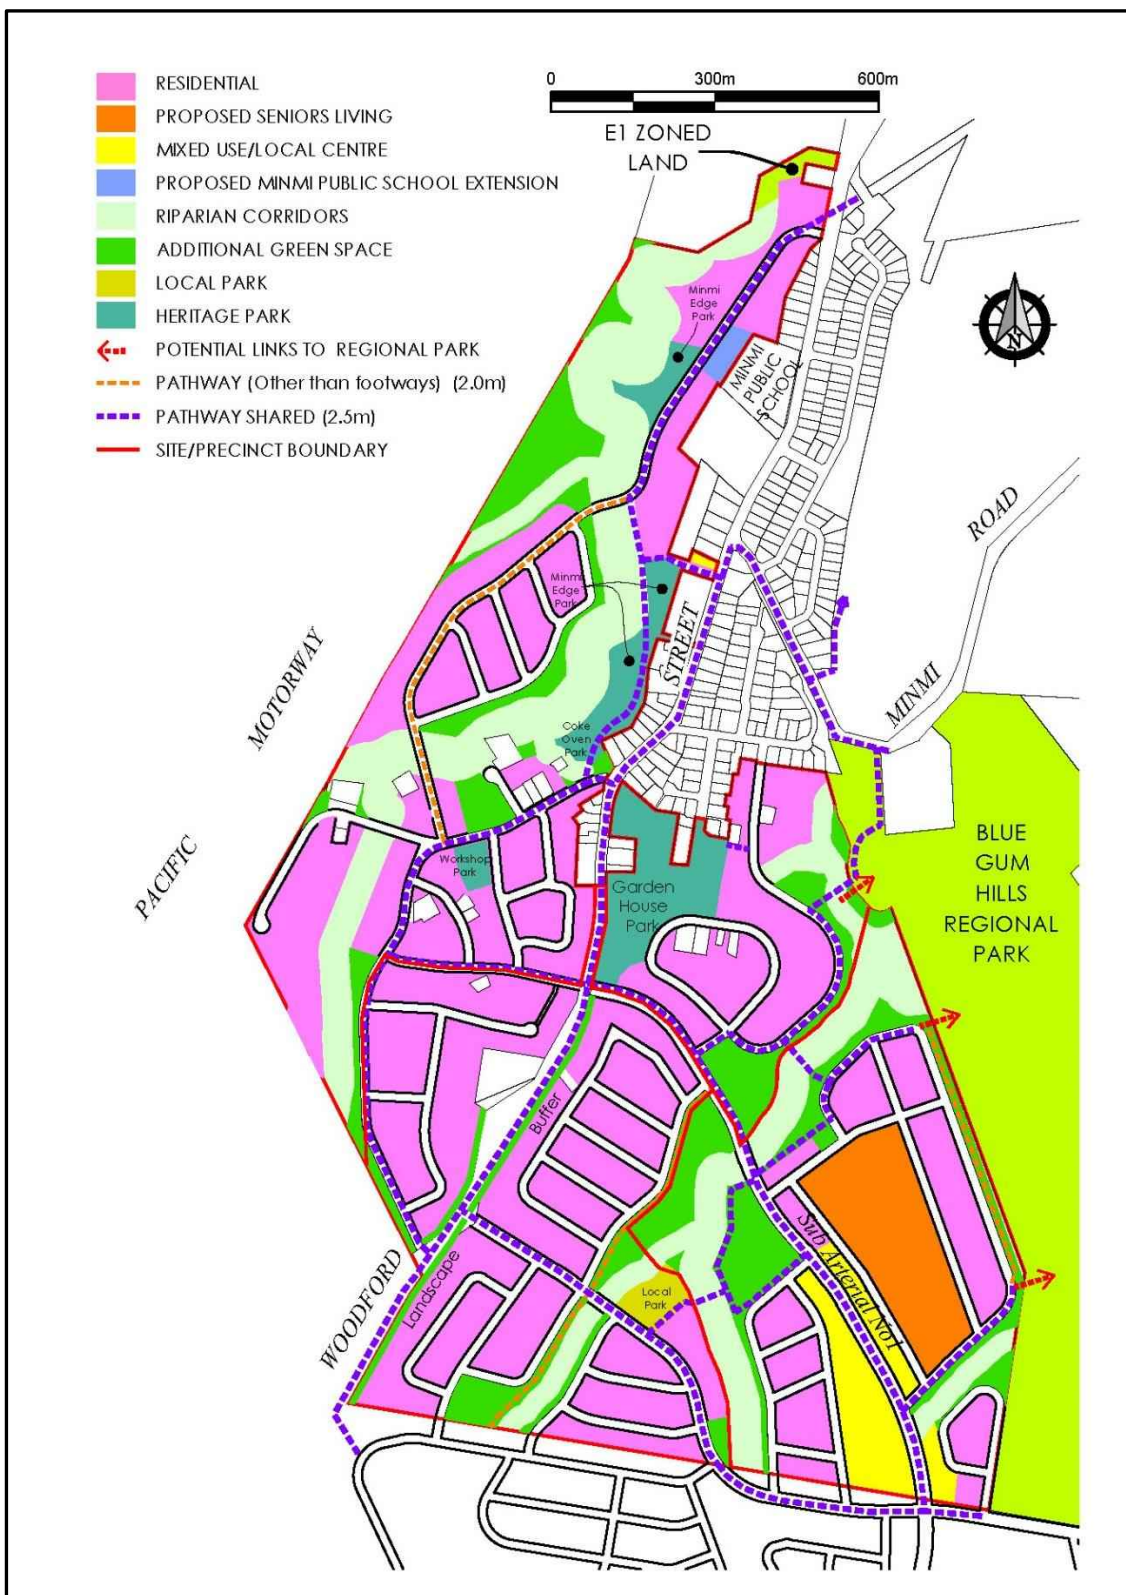 RESIDENTIAL
PROPOSED SENIORS LIVING
MIXED USE/LOCAL CENTRE
PROPOSED MINMI PUBLIC SCHOOL EXTENSION
RIPARIAN CORRIDORS
ADDITIONAL GREEN SPACE
LOCAL PARK
HERITAGE PARK
POTENTIAL LINKS TO REGIONAL PARK
PATHWAY (Other than footways) (2.0m)
PATHWAY SHARED (2.5m)
SITE/PRECINCT BOUNDARY
0 300m 600m
E1 ZONED
LAND
N
Minmi
Edge
Park
MINMI
PUBLIC
SCHOOL
ROAD
MINMI
Minmi
Edge
Park
STREET
MOTORWAY
PACIFIC
Coke
Oven
Park
Workshop
Park
Garden
House
Park
BLUE
GUM
HILLS
REGIONAL
PARK
Buffer
Landscape
WOODFORD
Local
Park
Sub Arterial No1